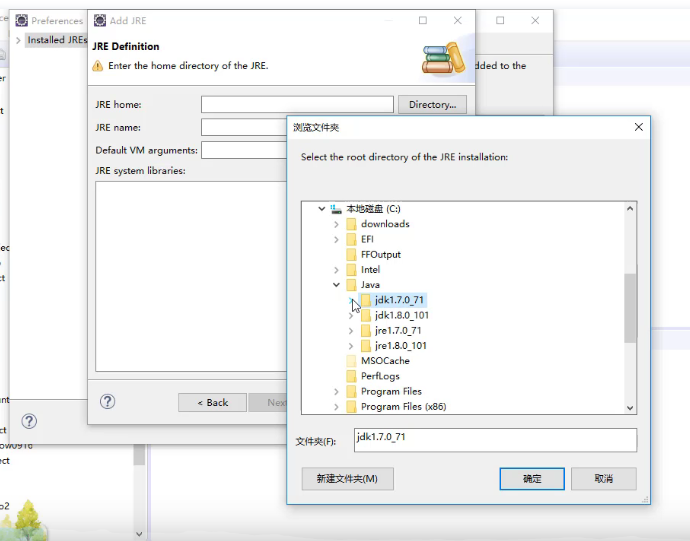 Preferences
Add JRE
Installed JREs
JRE Definition
Enter the home directory of the JRE.
dded to the
JRE home:
Directory...
JRE name:
Default VM arguments:
JRE system libraries:
浏览文件夹
Select the root directory of the JRE installation:
本地磁盘 (C:)
downloads
EFI
FFOutput
Intel
Java
jdk1.7.0_71
jdk1.8.0_101
jre1.7.0_71
jre1.8.0_101
MSOCache
PerfLogs
Program Files
Program Files (x86)
文件夹(F):
jdk1.7.0_71
新建文件夹(M)
确定
取消
< Back
Next